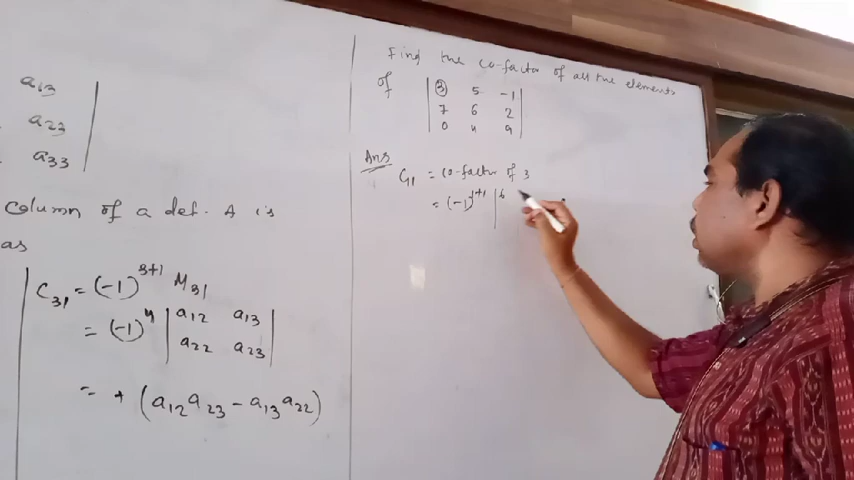 a13
a23
a33
column of a det. A is
as
C31 = (-1)^3+1 M31
= (-1)^4 | a12 a13 |
| a22 a23 |
= + (a12 a23 - a13 a22)
Find the co-factor of all the elements
of | 3 5 -1 |
| 7 6 2 |
| 0 4 9 |
Ans
C11 = co-factor of 3
= (-1)^1+1 | 6